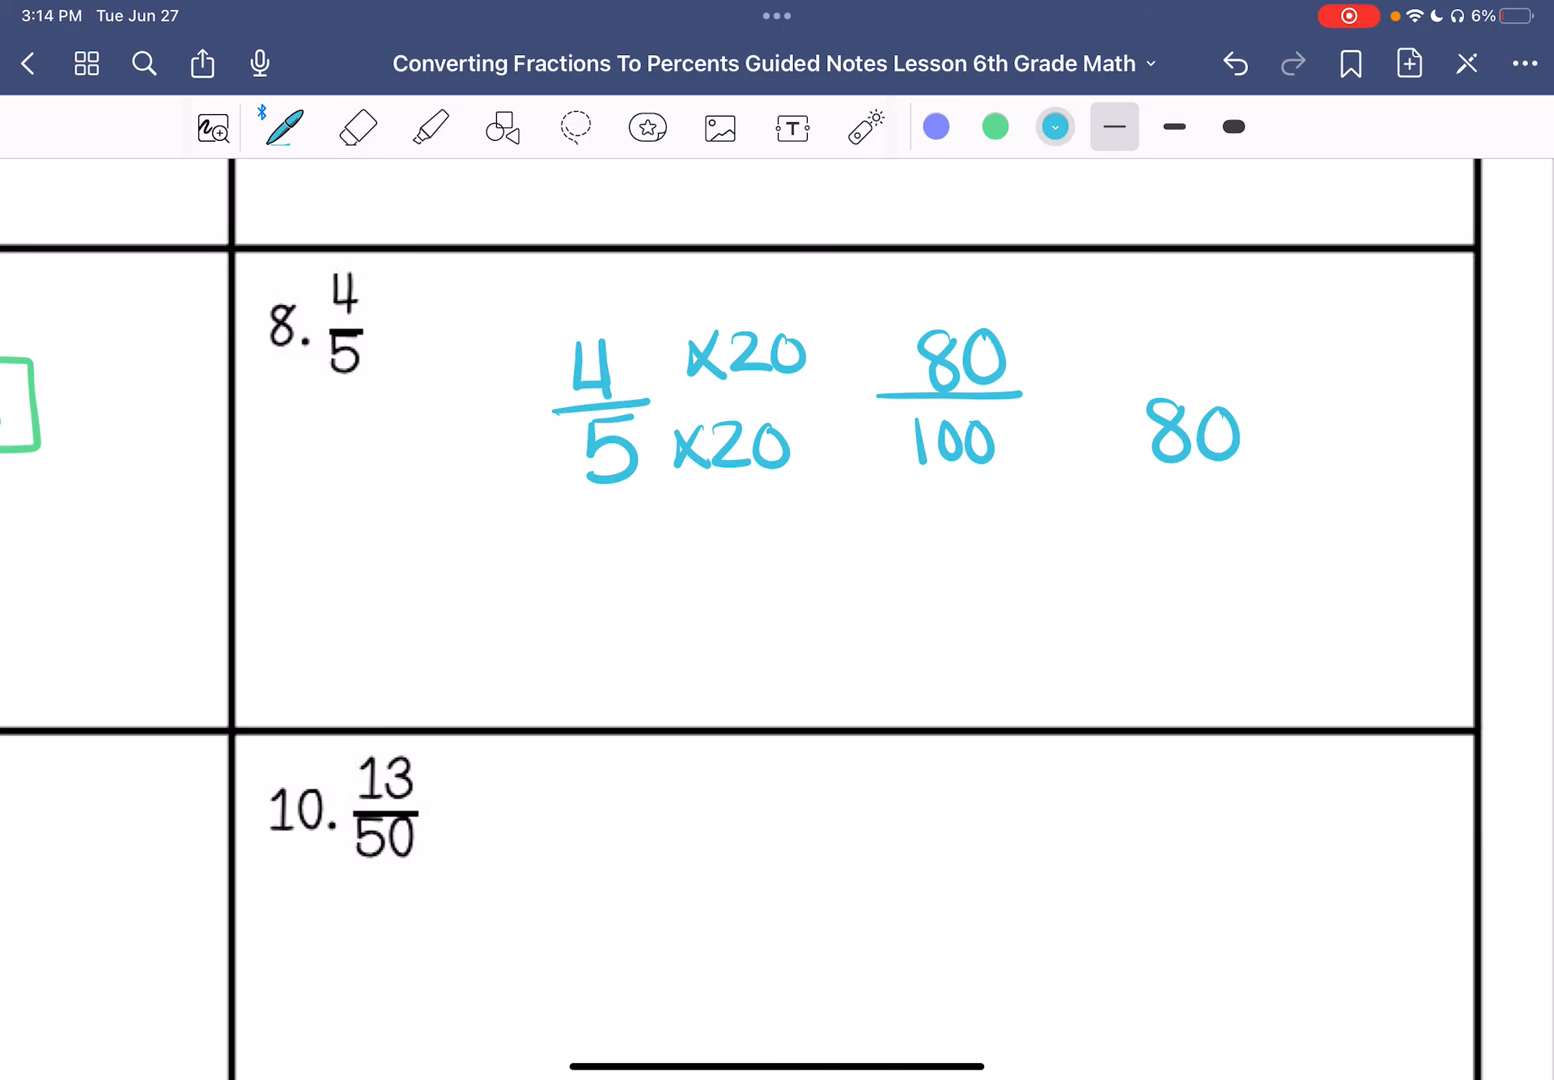 3:14 PM Tue Jun 27
6%
Converting Fractions To Percents Guided Notes Lesson 6th Grade Math
T
8. 4/5
4/5 x20 x20 80/100 80
10. 13/50